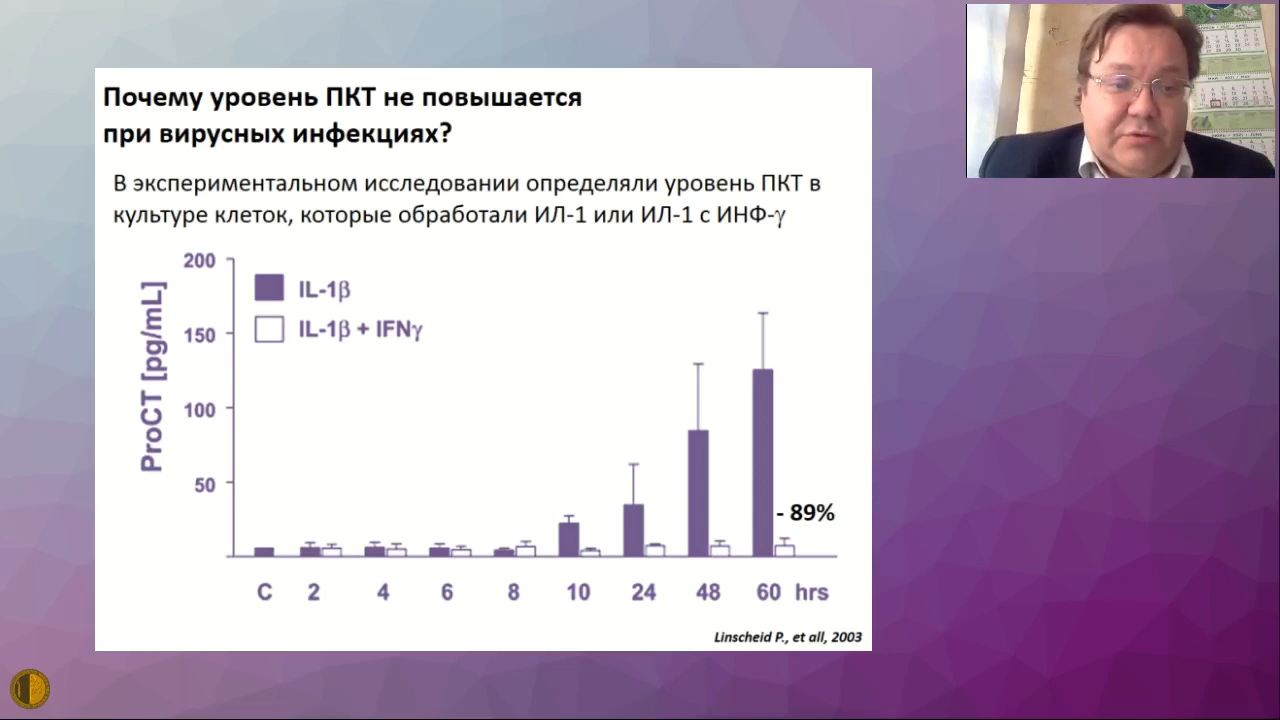 Почему уровень ПКТ не повышается
при вирусных инфекциях?
В экспериментальном исследовании определяли уровень ПКТ в
культуре клеток, которые обработали ИЛ-1 или ИЛ-1 с ИНФ-γ
ProCT [pg/mL]
200
150
100
50
IL-1β
IL-1β + IFNγ
- 89%
C 2 4 6 8 10 24 48 60 hrs
Linscheid P., et all, 2003